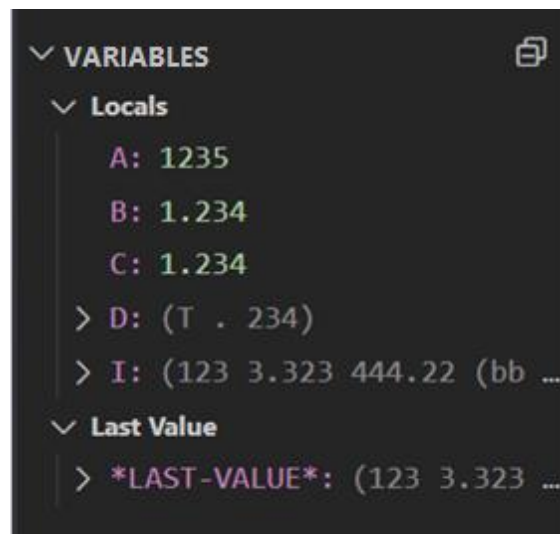 VARIABLES
Locals
A: 1235
B: 1.234
C: 1.234
D: (T . 234)
I: (123 3.323 444.22 (bb ...
Last Value
*LAST-VALUE*: (123 3.323 ...